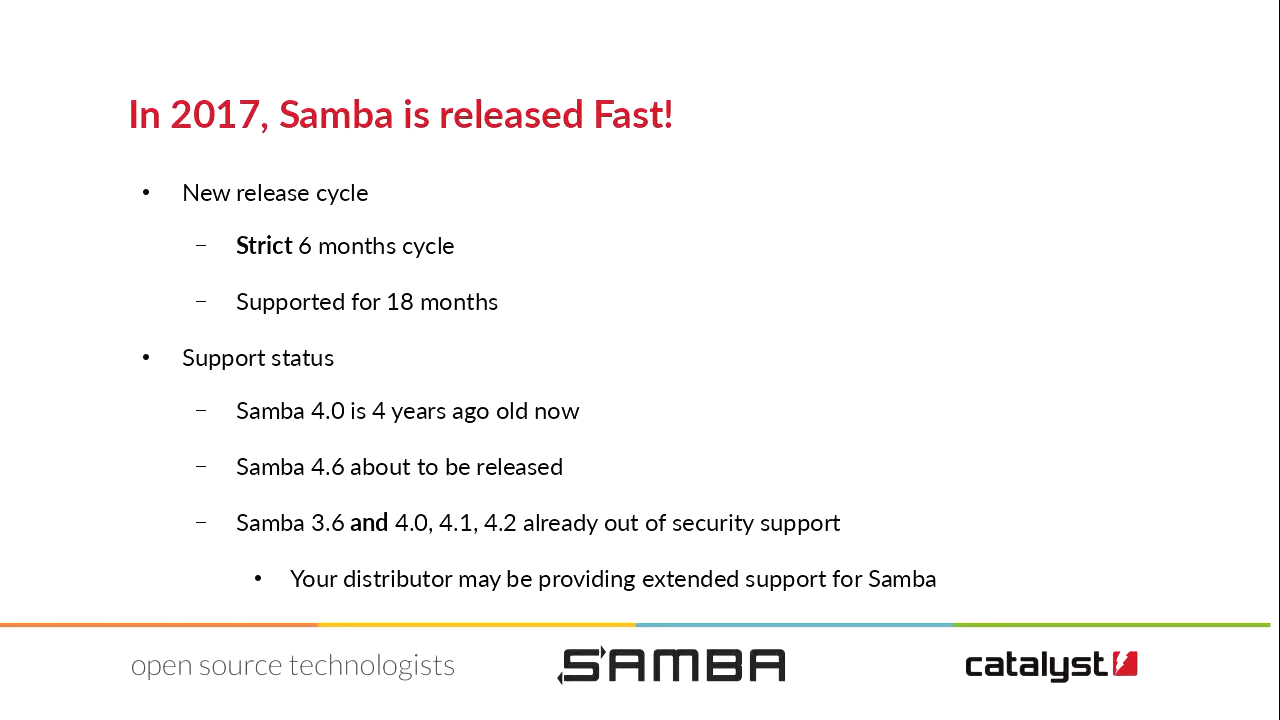 In 2017, Samba is released Fast!
• New release cycle
– Strict 6 months cycle
– Supported for 18 months
• Support status
– Samba 4.0 is 4 years ago old now
– Samba 4.6 about to be released
– Samba 3.6 and 4.0, 4.1, 4.2 already out of security support
• Your distributor may be providing extended support for Samba
open source technologists
SAMBA
catalyst